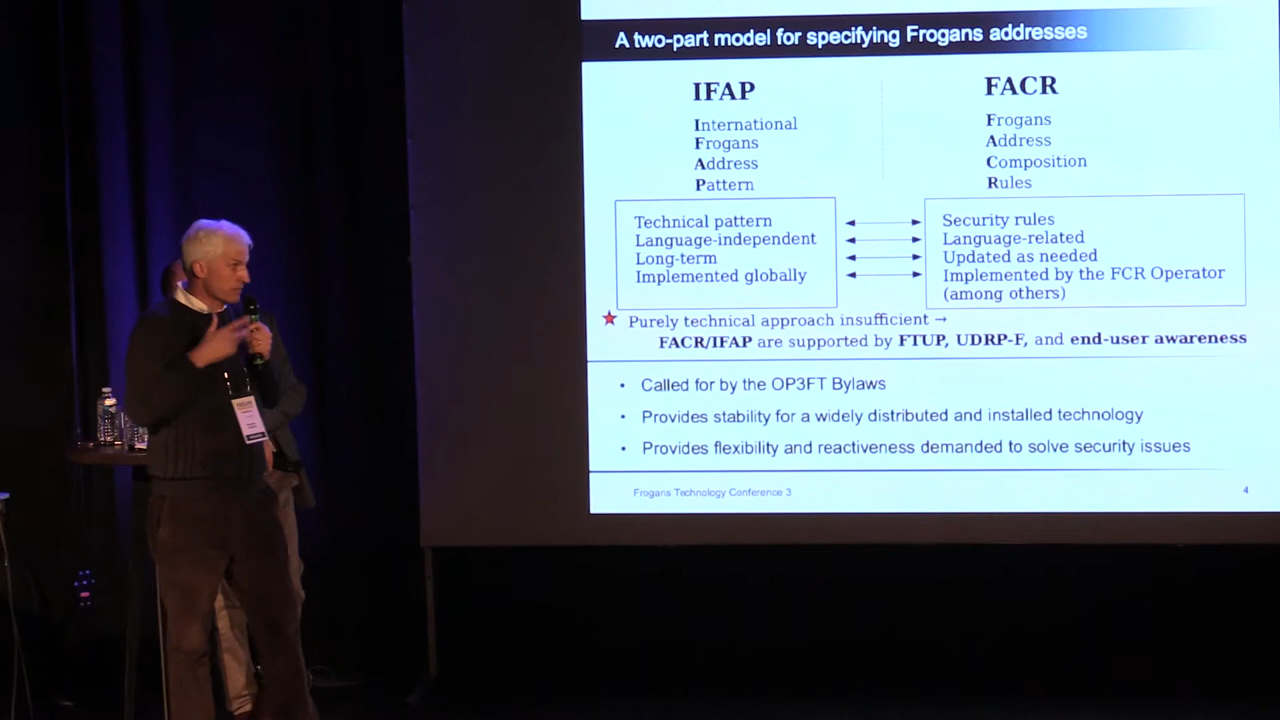 A two-part model for specifying Frogans addresses
IFAP
International
Frogans
Address
Pattern
FACR
Frogans
Address
Composition
Rules
Technical pattern
Language-independent
Long-term
Implemented globally
Security rules
Language-related
Updated as needed
Implemented by the FCR Operator
(among others)
Purely technical approach insufficient →
FACR/IFAP are supported by FTUP, UDRP-F, and end-user awareness
• Called for by the OP3FT Bylaws
• Provides stability for a widely distributed and installed technology
• Provides flexibility and reactiveness demanded to solve security issues
Frogans Technology Conference 3
4